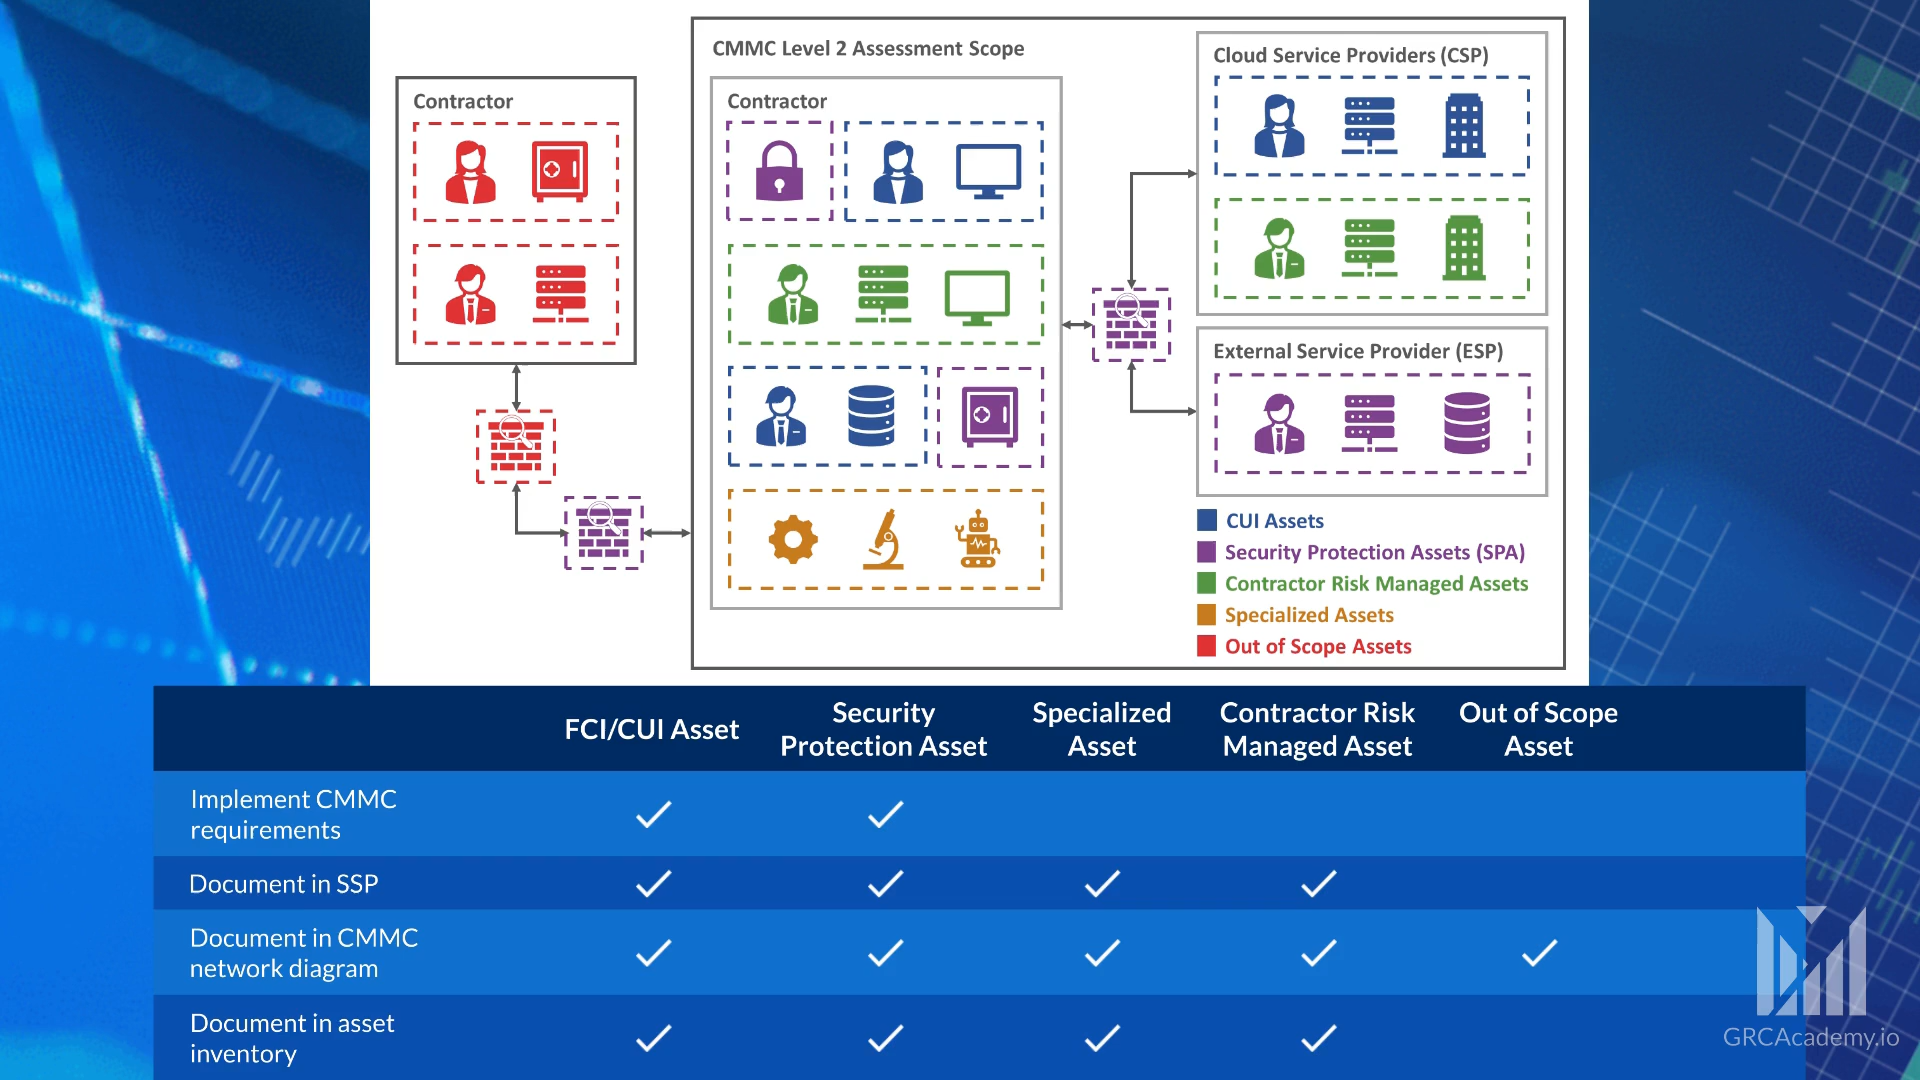 CMMC Level 2 Assessment Scope
Cloud Service Providers (CSP)
Contractor
Contractor
External Service Provider (ESP)
CUI Assets
Security Protection Assets (SPA)
Contractor Risk Managed Assets
Specialized Assets
Out of Scope Assets
FCI/CUI Asset
Security
Protection Asset
Specialized
Asset
Contractor Risk
Managed Asset
Out of Scope
Asset
Implement CMMC
requirements
Document in SSP
Document in CMMC
network diagram
Document in asset
inventory
GRCAcademy.io